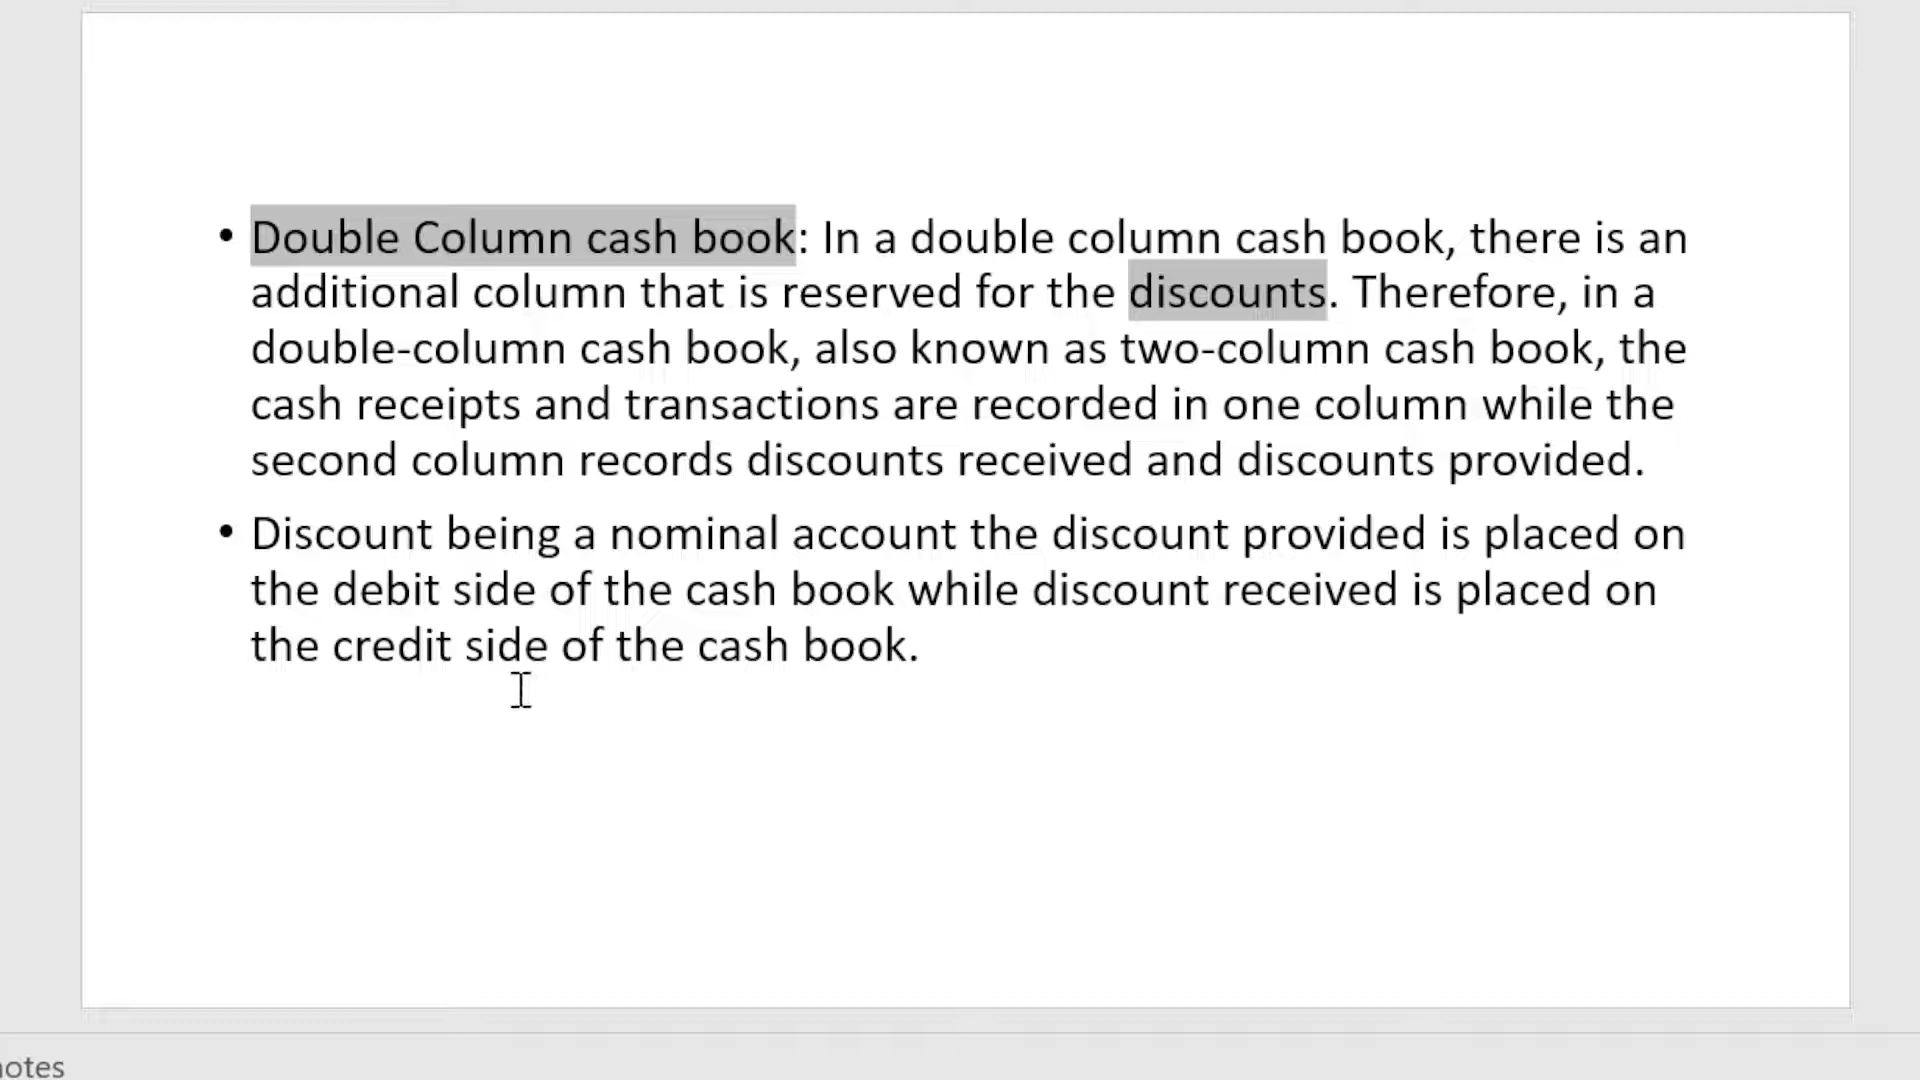 • Double Column cash book: In a double column cash book, there is an
additional column that is reserved for the discounts. Therefore, in a
double-column cash book, also known as two-column cash book, the
cash receipts and transactions are recorded in one column while the
second column records discounts received and discounts provided.
• Discount being a nominal account the discount provided is placed on
the debit side of the cash book while discount received is placed on
the credit side of the cash book.
notes